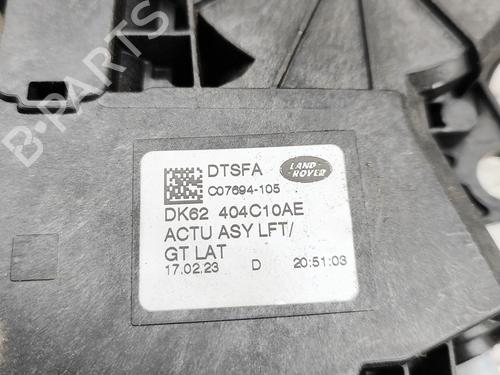 B-PARTS
DTSFA
LAND
ROVER
C07694-105
DK62 404C10AE
ACTU ASY LFT/
GT LAT
17.02.23 D 20:51:03